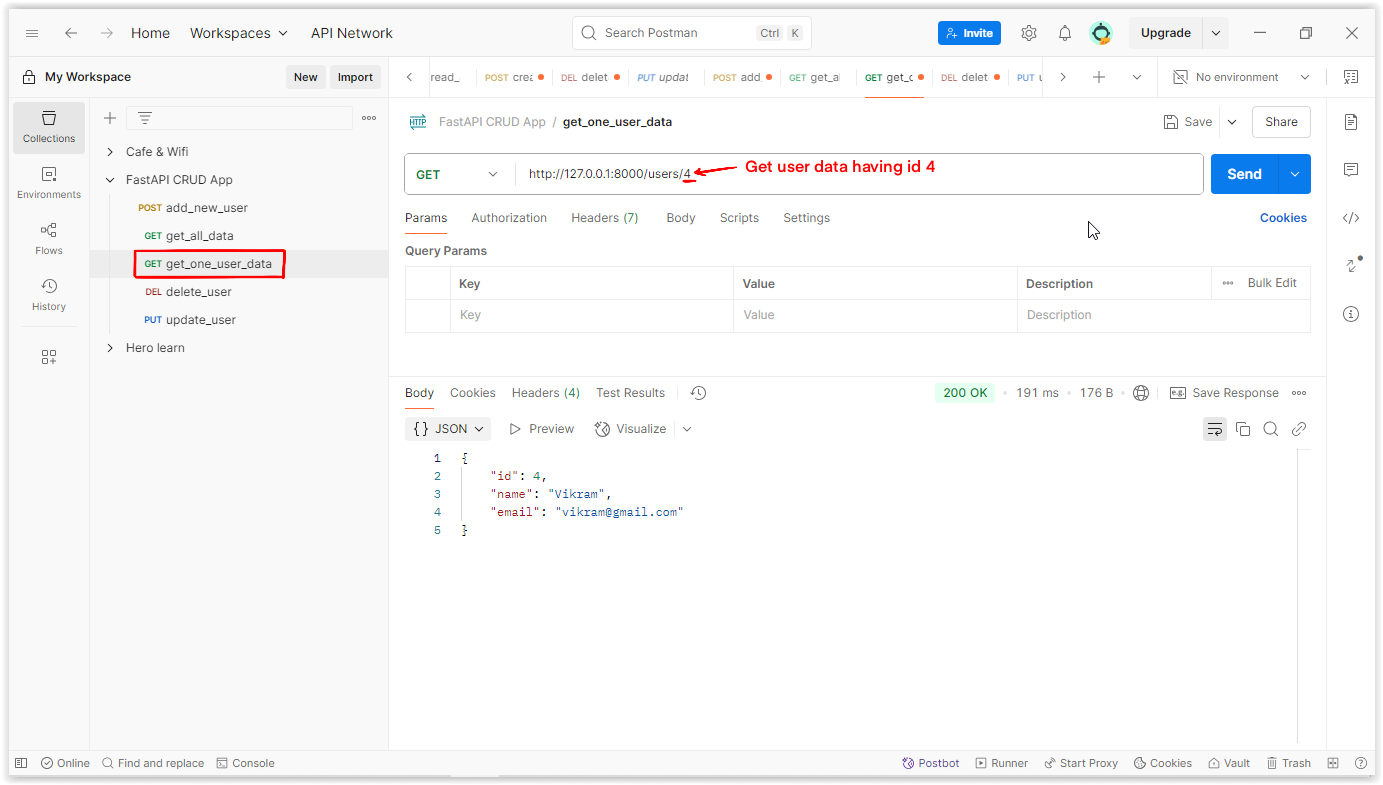 Home Workspaces API Network Search Postman Ctrl K Invite Upgrade
My Workspace New Import
read_ POST crea DEL delet PUT updat POST add GET get_al GET get_c DEL delet PUT u No environment
Collections
Environments
Flows
History
Cafe & Wifi
FastAPI CRUD App
POST add_new_user
GET get_all_data
GET get_one_user_data
DEL delete_user
PUT update_user
Hero learn
HTTP FastAPI CRUD App / get_one_user_data Save Share
GET http://127.0.0.1:8000/users/4 Get user data having id 4 Send
Params Authorization Headers (7) Body Scripts Settings Cookies
Query Params
Key Value Description Bulk Edit
Key Value Description
Body Cookies Headers (4) Test Results 200 OK 191 ms 176 B e.g. Save Response
{} JSON Preview Visualize
1 {
2 "id": 4,
3 "name": "Vikram",
4 "email": "vikram@gmail.com"
5 }
Online Find and replace Console Postbot Runner Start Proxy Cookies Vault Trash